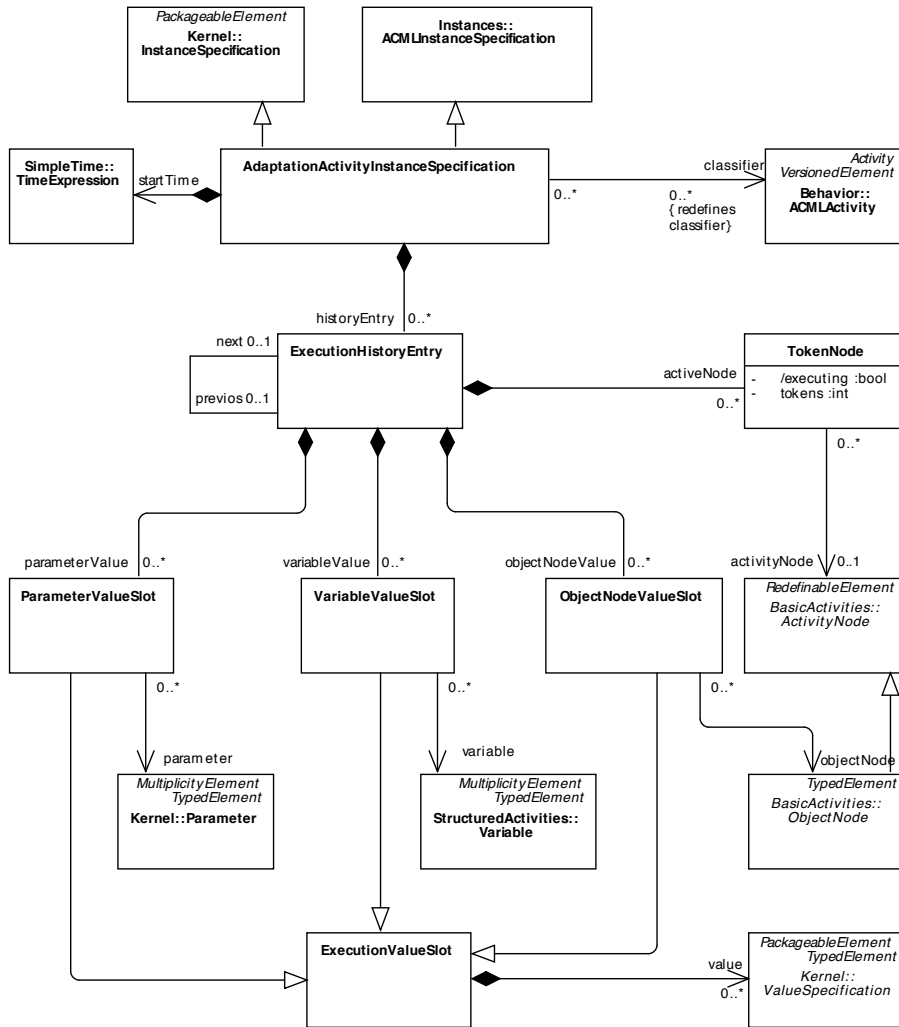 PackageableElement
Kernel::
InstanceSpecification
Instances::
ACMLInstanceSpecification
SimpleTime::
TimeExpression
startTime
AdaptationActivityInstanceSpecification
classifier
0..*
0..*
{ redefines
classifier}
Activity
VersionedElement
Behavior::
ACMLActivity
historyEntry
0..*
next 0..1
previos 0..1
ExecutionHistoryEntry
activeNode
0..*
TokenNode
- /executing :bool
- tokens :int
0..*
parameterValue
0..*
variableValue
0..*
objectNodeValue
0..*
activityNode
0..1
ParameterValueSlot
VariableValueSlot
ObjectNodeValueSlot
RedefinableElement
BasicActivities::
ActivityNode
0..*
0..*
0..*
parameter
variable
objectNode
MultiplicityElement
TypedElement
Kernel::Parameter
MultiplicityElement
TypedElement
StructuredActivities::
Variable
TypedElement
BasicActivities::
ObjectNode
ExecutionValueSlot
value
0..*
PackageableElement
TypedElement
Kernel::
ValueSpecification